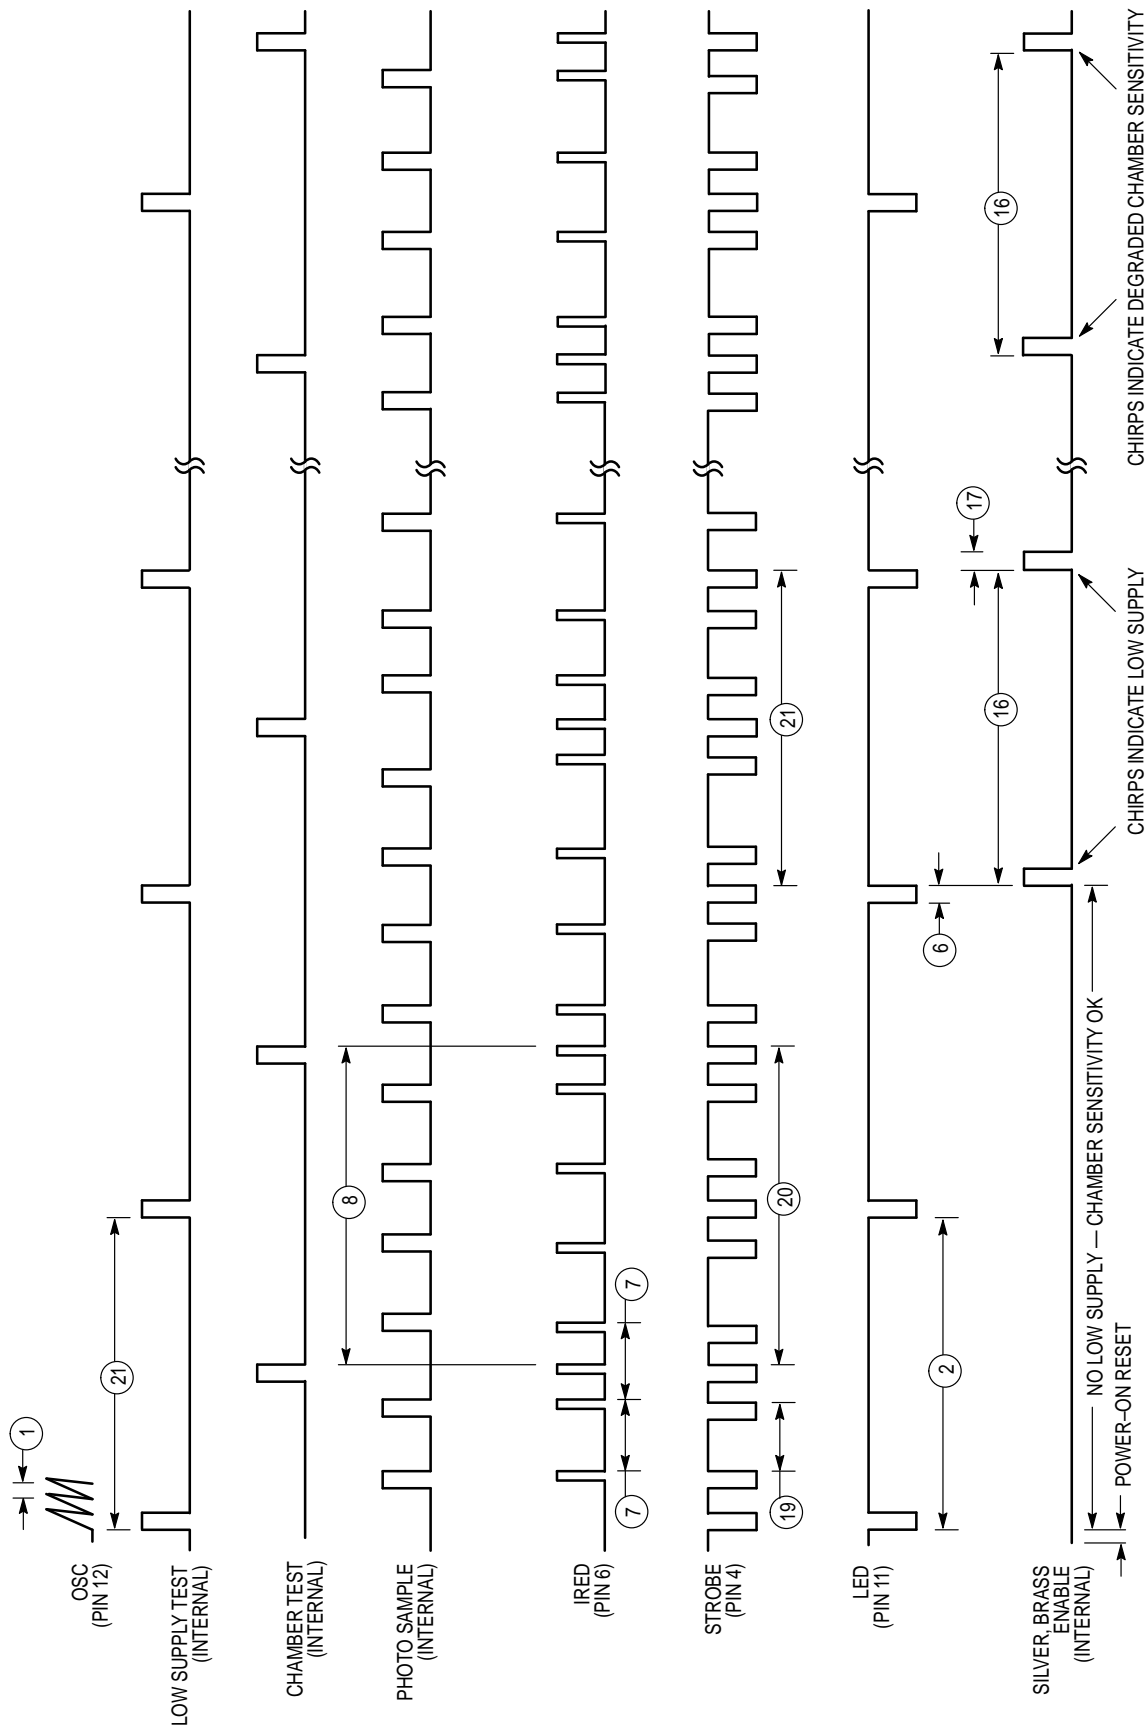 OSC
(PIN 12)
1
21
LOW SUPPLY TEST
(INTERNAL)
CHAMBER TEST
(INTERNAL)
8
PHOTO SAMPLE
(INTERNAL)
IRED
(PIN 6)
7
7
STROBE
(PIN 4)
19
20
21
LED
(PIN 11)
2
6
SILVER, BRASS
ENABLE
(INTERNAL)
16
17
16
NO LOW SUPPLY — CHAMBER SENSITIVITY OK
POWER–ON RESET
CHIRPS INDICATE LOW SUPPLY
CHIRPS INDICATE DEGRADED CHAMBER SENSITIVITY